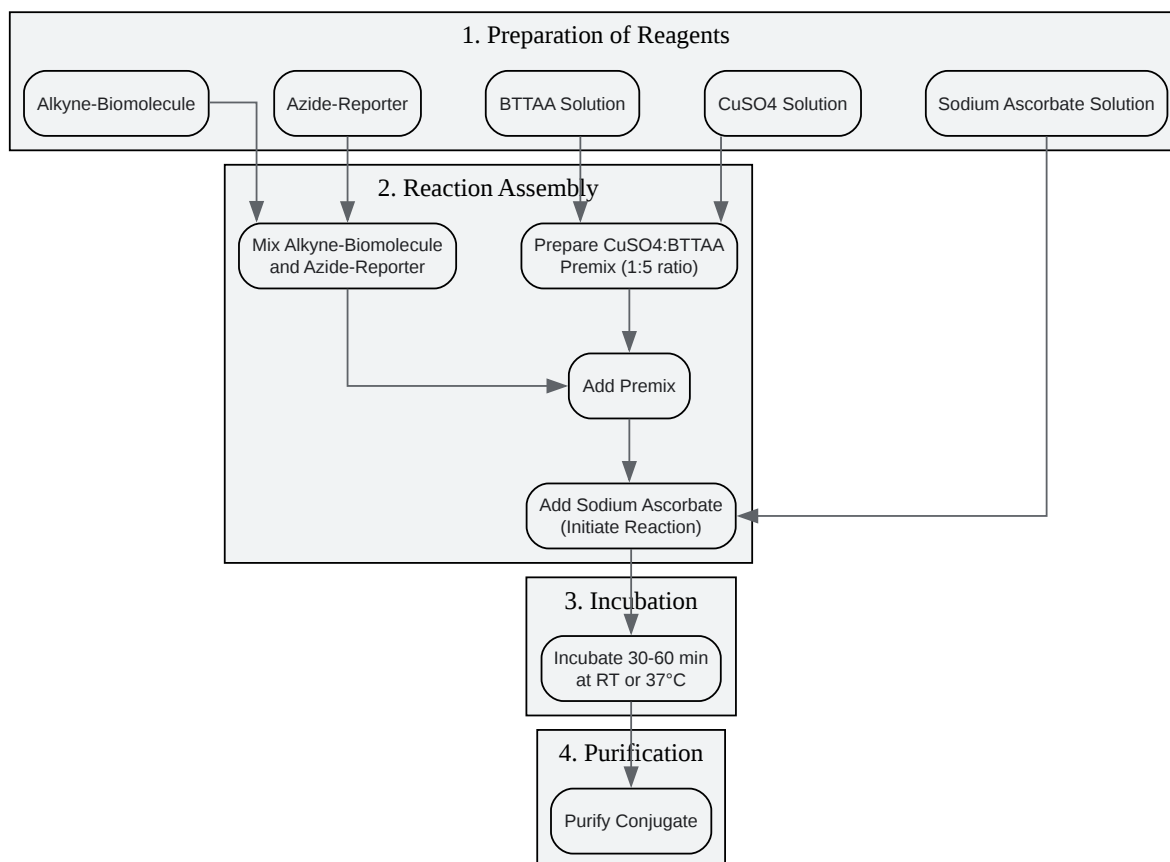 1. Preparation of Reagents
Alkyne-Biomolecule
Azide-Reporter
BTTAA Solution
CuSO4 Solution
Sodium Ascorbate Solution
2. Reaction Assembly
Mix Alkyne-Biomolecule
and Azide-Reporter
Prepare CuSO4:BTTAA
Premix (1:5 ratio)
Add Premix
Add Sodium Ascorbate
(Initiate Reaction)
3. Incubation
Incubate 30-60 min
at RT or 37°C
4. Purification
Purify Conjugate